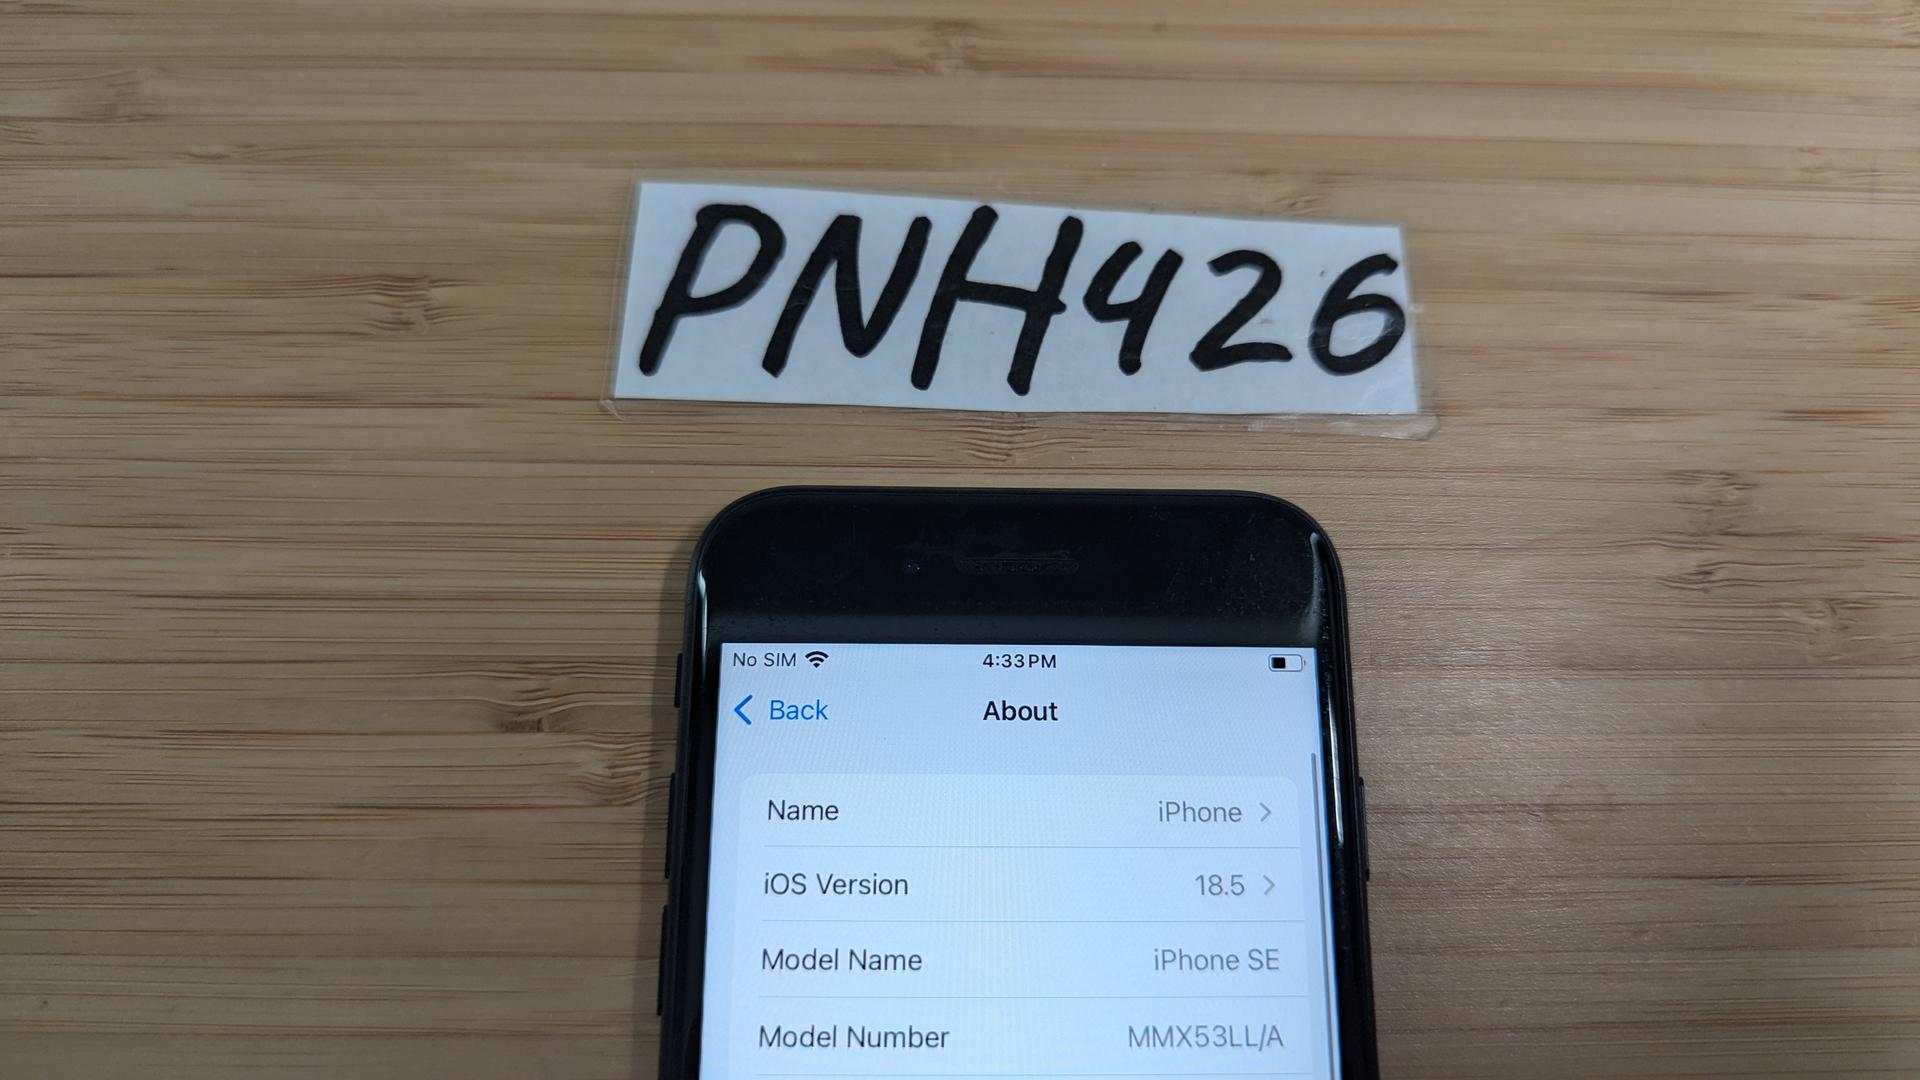 PNH426
No SIM 4:33 PM
Back About
Name iPhone
iOS Version 18.5
Model Name iPhone SE
Model Number MMX53LL/A